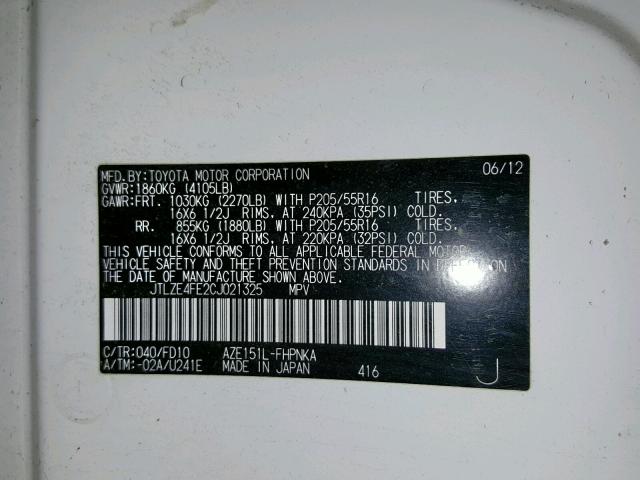 MFD.BY:TOYOTA MOTOR CORPORATION 06/12
GVWR:1860KG (4105LB)
GAWR:FRT. 1030KG (2270LB) WITH P205/55R16 TIRES.
16X6 1/2J RIMS, AT 240KPA (35PSI) COLD.
RR. 855KG (1880LB) WITH P205/55R16 TIRES.
16X6 1/2J RIMS, AT 220KPA (32PSI) COLD.
THIS VEHICLE CONFORMS TO ALL APPLICABLE FEDERAL MOTOR
VEHICLE SAFETY AND THEFT PREVENTION STANDARDS IN EFFECT ON
THE DATE OF MANUFACTURE SHOWN ABOVE.
JTLZE4FE2CJ021325 MPV
C/TR:040/FD10 AZE151L-FHPNKA
A/TM:-02A/U241E MADE IN JAPAN 416 J